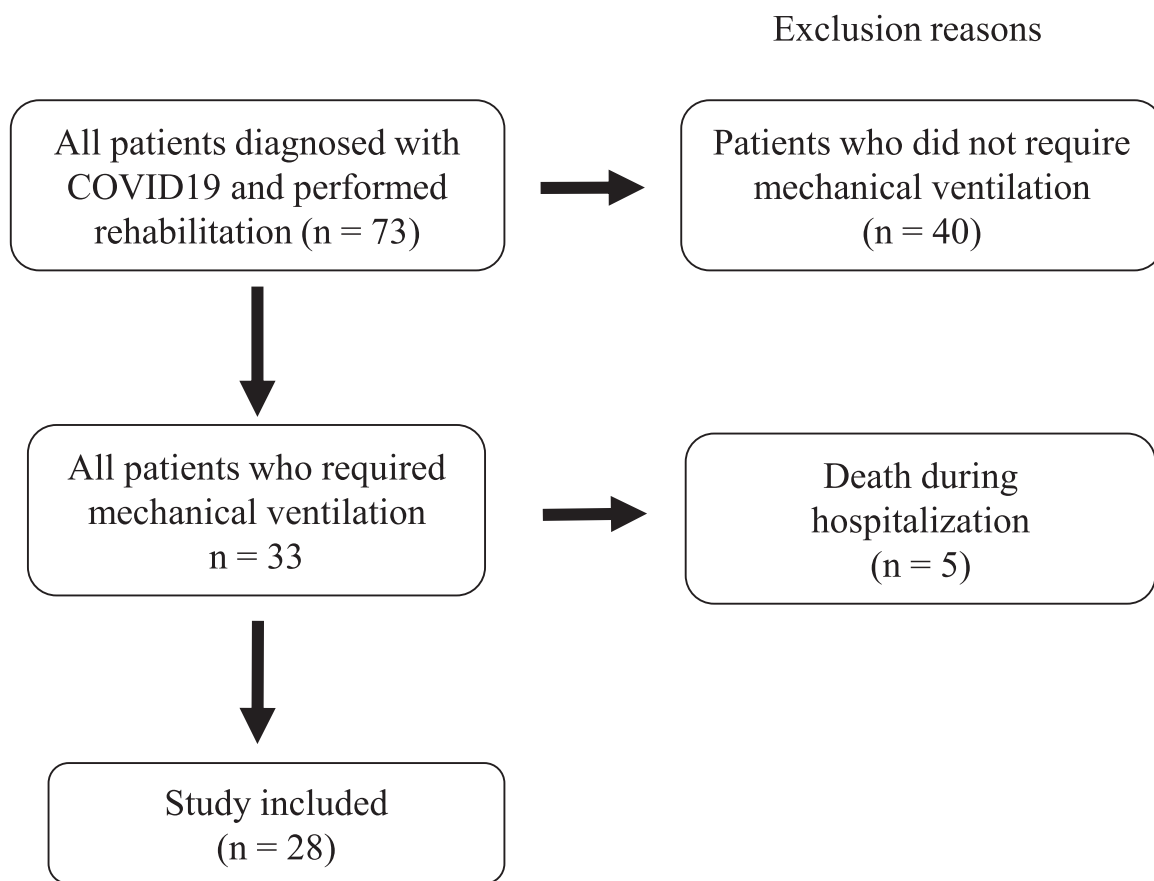 Exclusion reasons
All patients diagnosed with
COVID19 and performed
rehabilitation (n = 73)
Patients who did not require
mechanical ventilation
(n = 40)
All patients who required
mechanical ventilation
n = 33
Death during
hospitalization
(n = 5)
Study included
(n = 28)